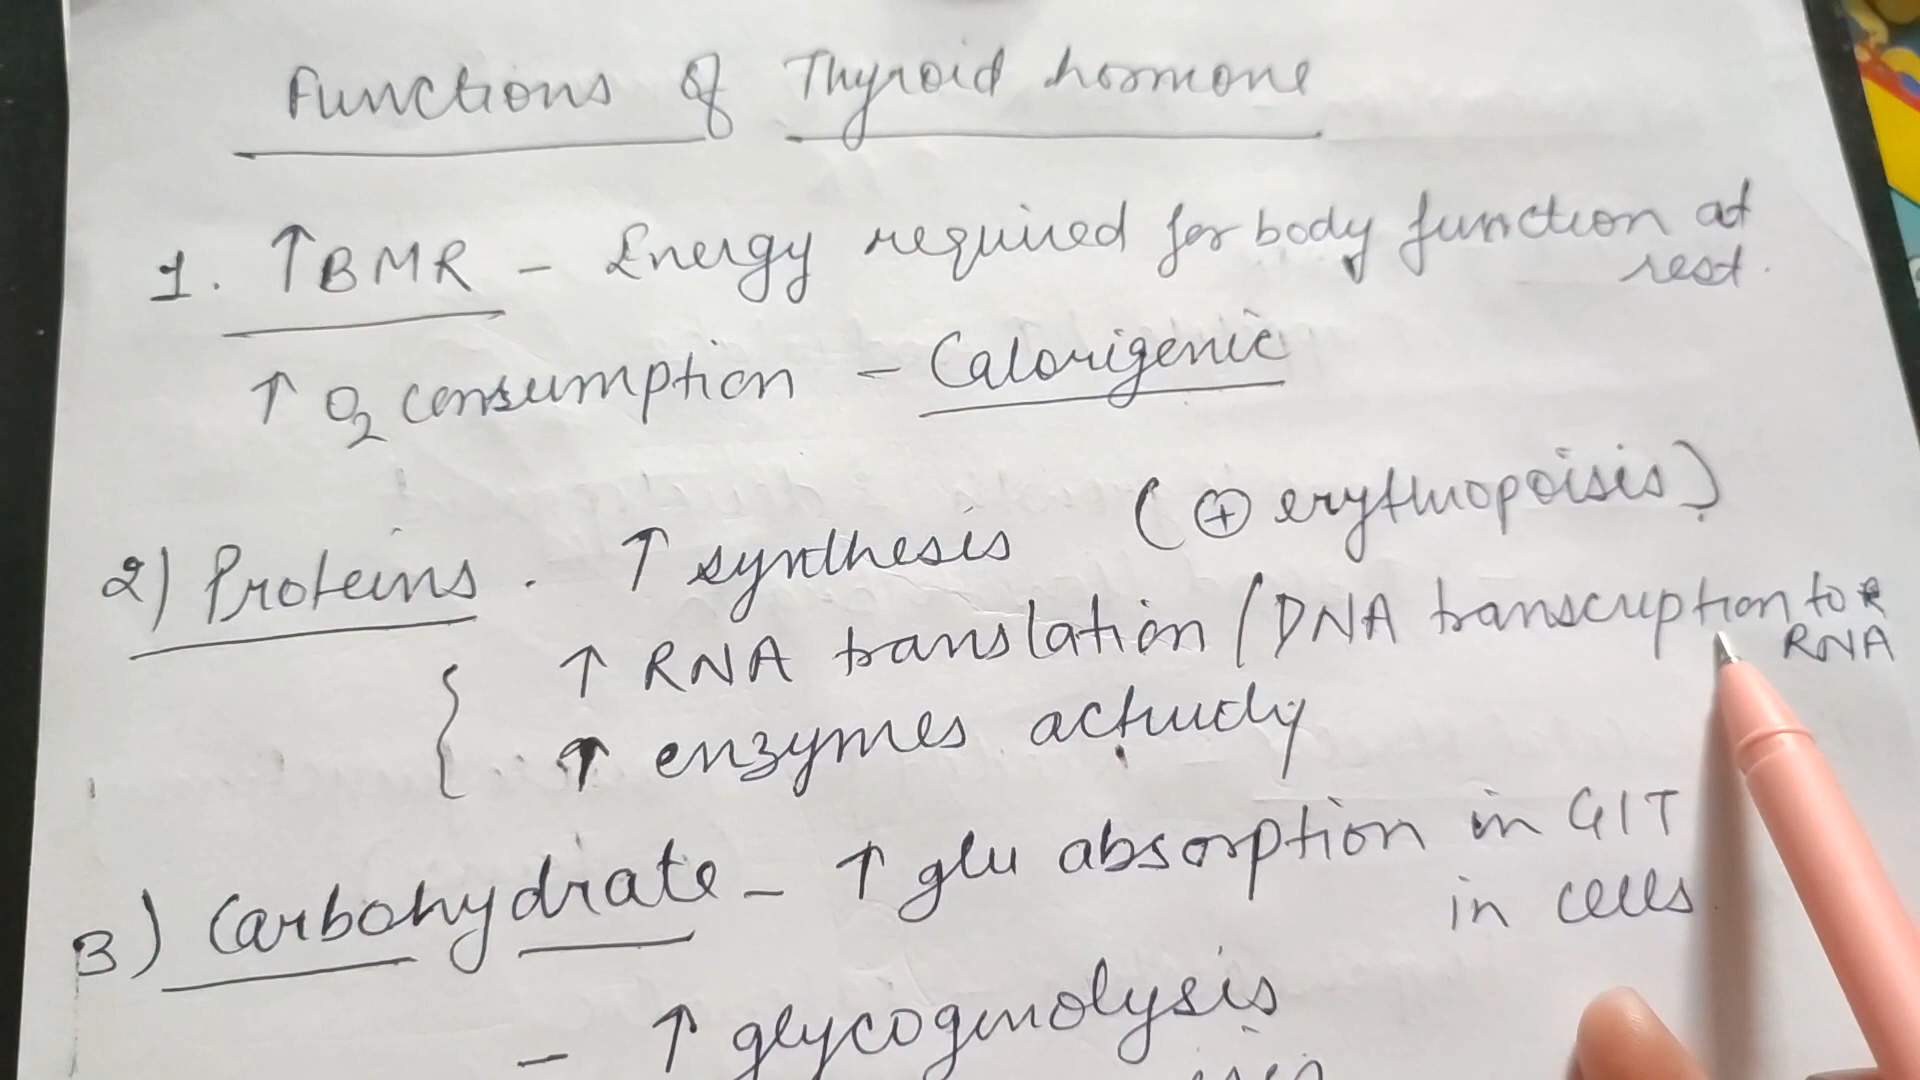 Functions of Thyroid hormone
1. ↑BMR - Energy required for body function at
rest.
↑ O₂ consumption - Calorigenic
2) Proteins. ↑ synthesis (⊕ erythropoisis)
↑ RNA translation / DNA transcription to
RNA
↑ enzymes activity
3) Carbohydrate - ↑ glu absorption in GIT
in cells.
- ↑ glycogenolysis